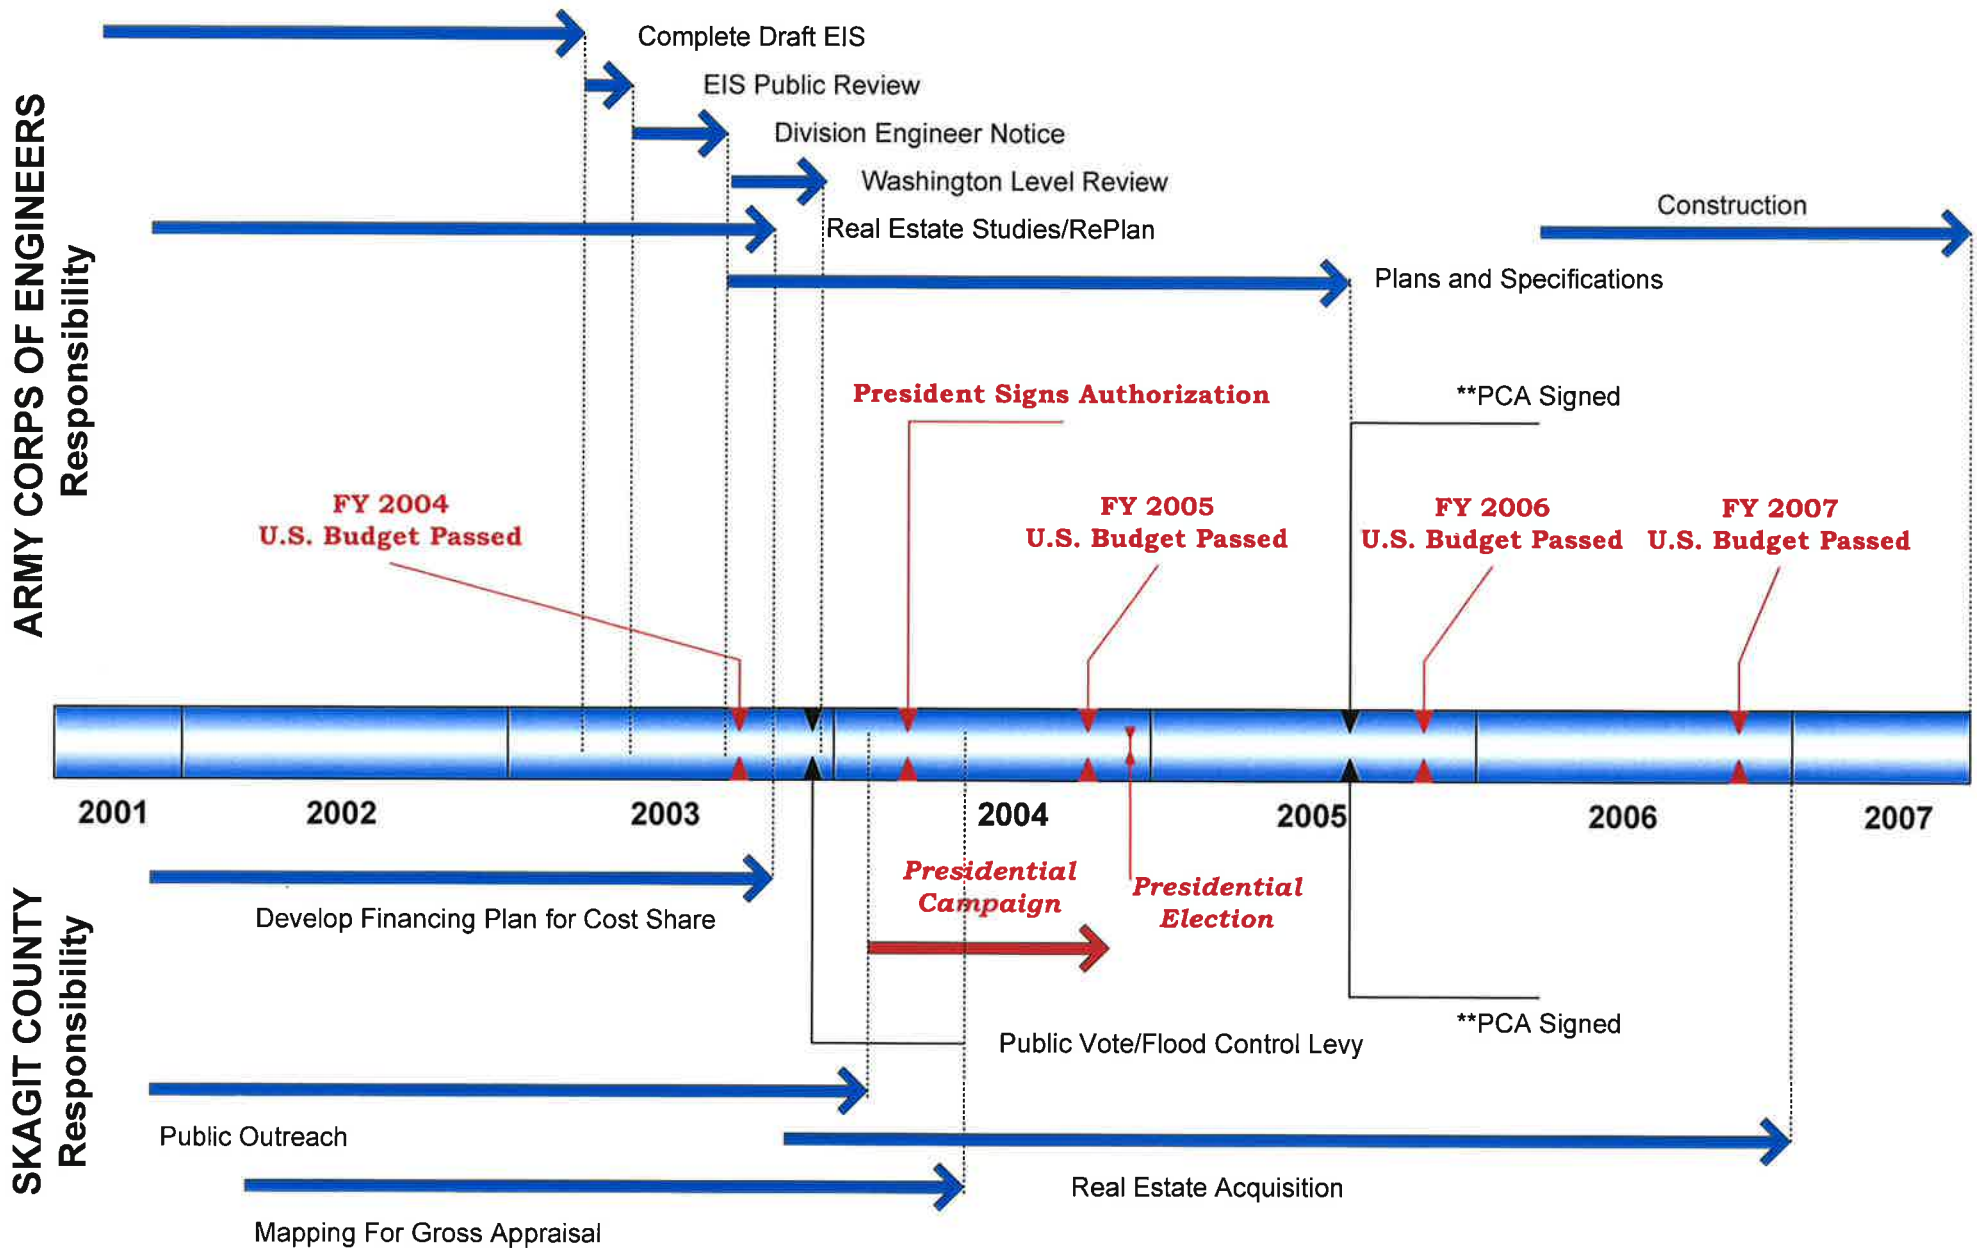 ARMY CORPS OF ENGINEERS
Responsibility
Complete Draft EIS
EIS Public Review
Division Engineer Notice
Washington Level Review
Real Estate Studies/RePlan
Construction
Plans and Specifications
President Signs Authorization
**PCA Signed
FY 2004
U.S. Budget Passed
FY 2005
U.S. Budget Passed
FY 2006
U.S. Budget Passed
FY 2007
U.S. Budget Passed
2001
2002
2003
2004
2005
2006
2007
SKAGIT COUNTY
Responsibility
Develop Financing Plan for Cost Share
Presidential
Campaign
Presidential
Election
**PCA Signed
Public Vote/Flood Control Levy
Public Outreach
Real Estate Acquisition
Mapping For Gross Appraisal